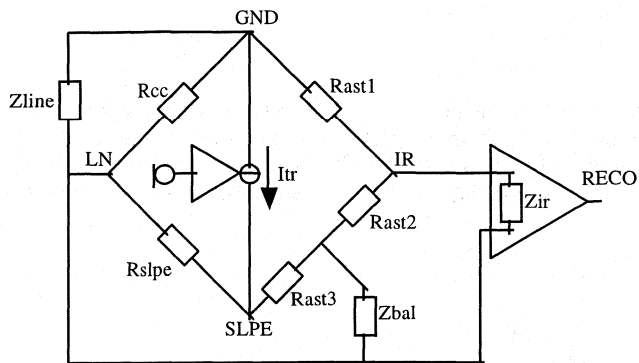 GND
Rcc
Rast1
Zline
LN
Itr
IR
RECO
Zir
Rast2
Rslpe
Rast3
Zbal
SLPE